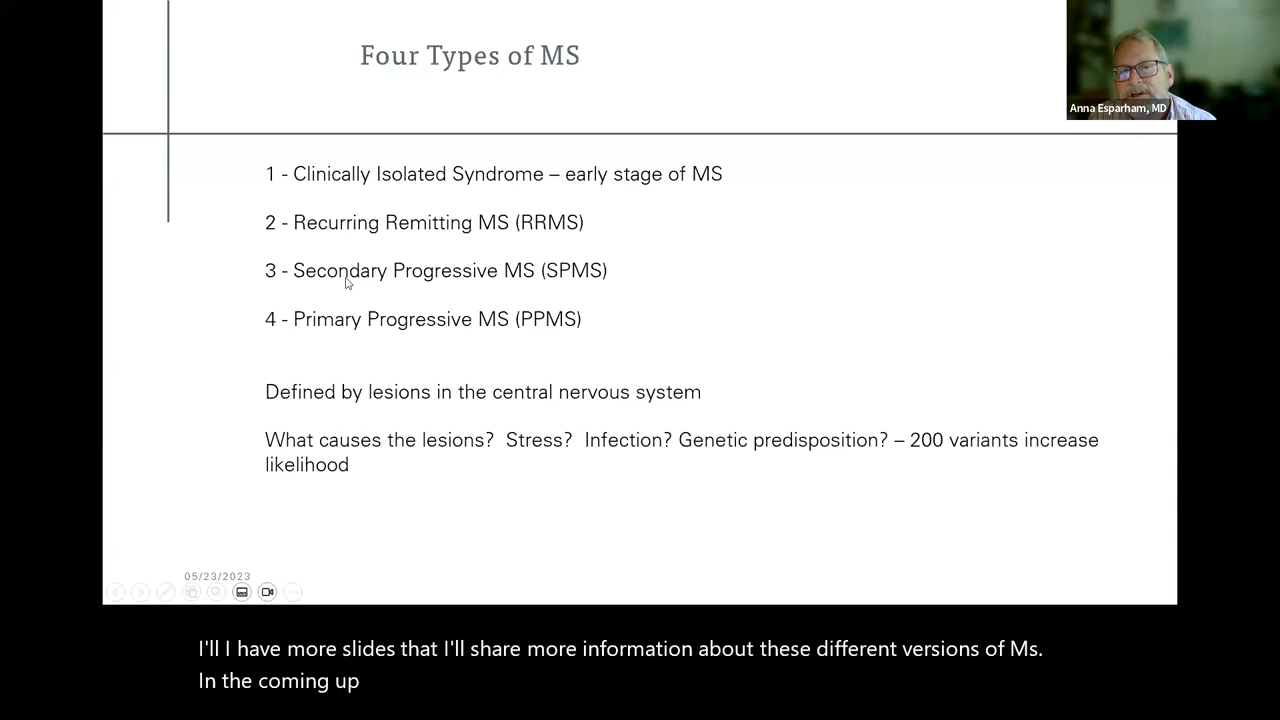 Four Types of MS
Anna Esparham, MD
1 - Clinically Isolated Syndrome – early stage of MS
2 - Recurring Remitting MS (RRMS)
3 - Secondary Progressive MS (SPMS)
4 - Primary Progressive MS (PPMS)
Defined by lesions in the central nervous system
What causes the lesions?  Stress?  Infection? Genetic predisposition? – 200 variants increase
likelihood
05/23/2023
I'll I have more slides that I'll share more information about these different versions of Ms.
In the coming up